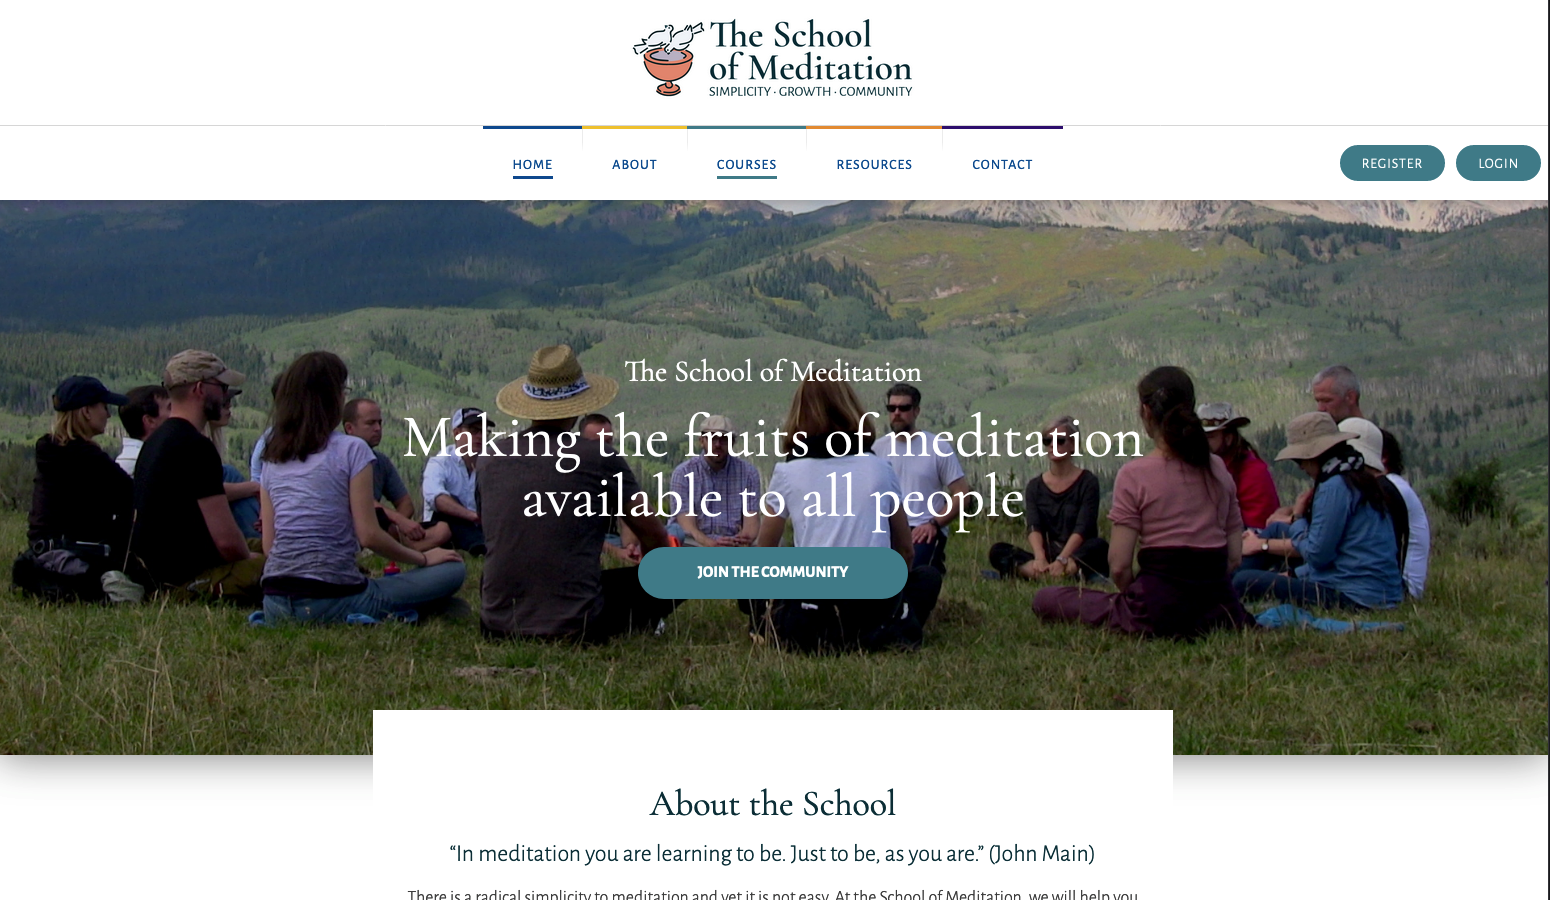 The School
of Meditation
SIMPLICITY · GROWTH · COMMUNITY
HOME
ABOUT
COURSES
RESOURCES
CONTACT
REGISTER
LOGIN
The School of Meditation
Making the fruits of meditation
available to all people
JOIN THE COMMUNITY
About the School
“In meditation you are learning to be. Just to be, as you are.” (John Main)
There is a radical simplicity to meditation and yet it is not easy. At the School of Meditation, we will help you